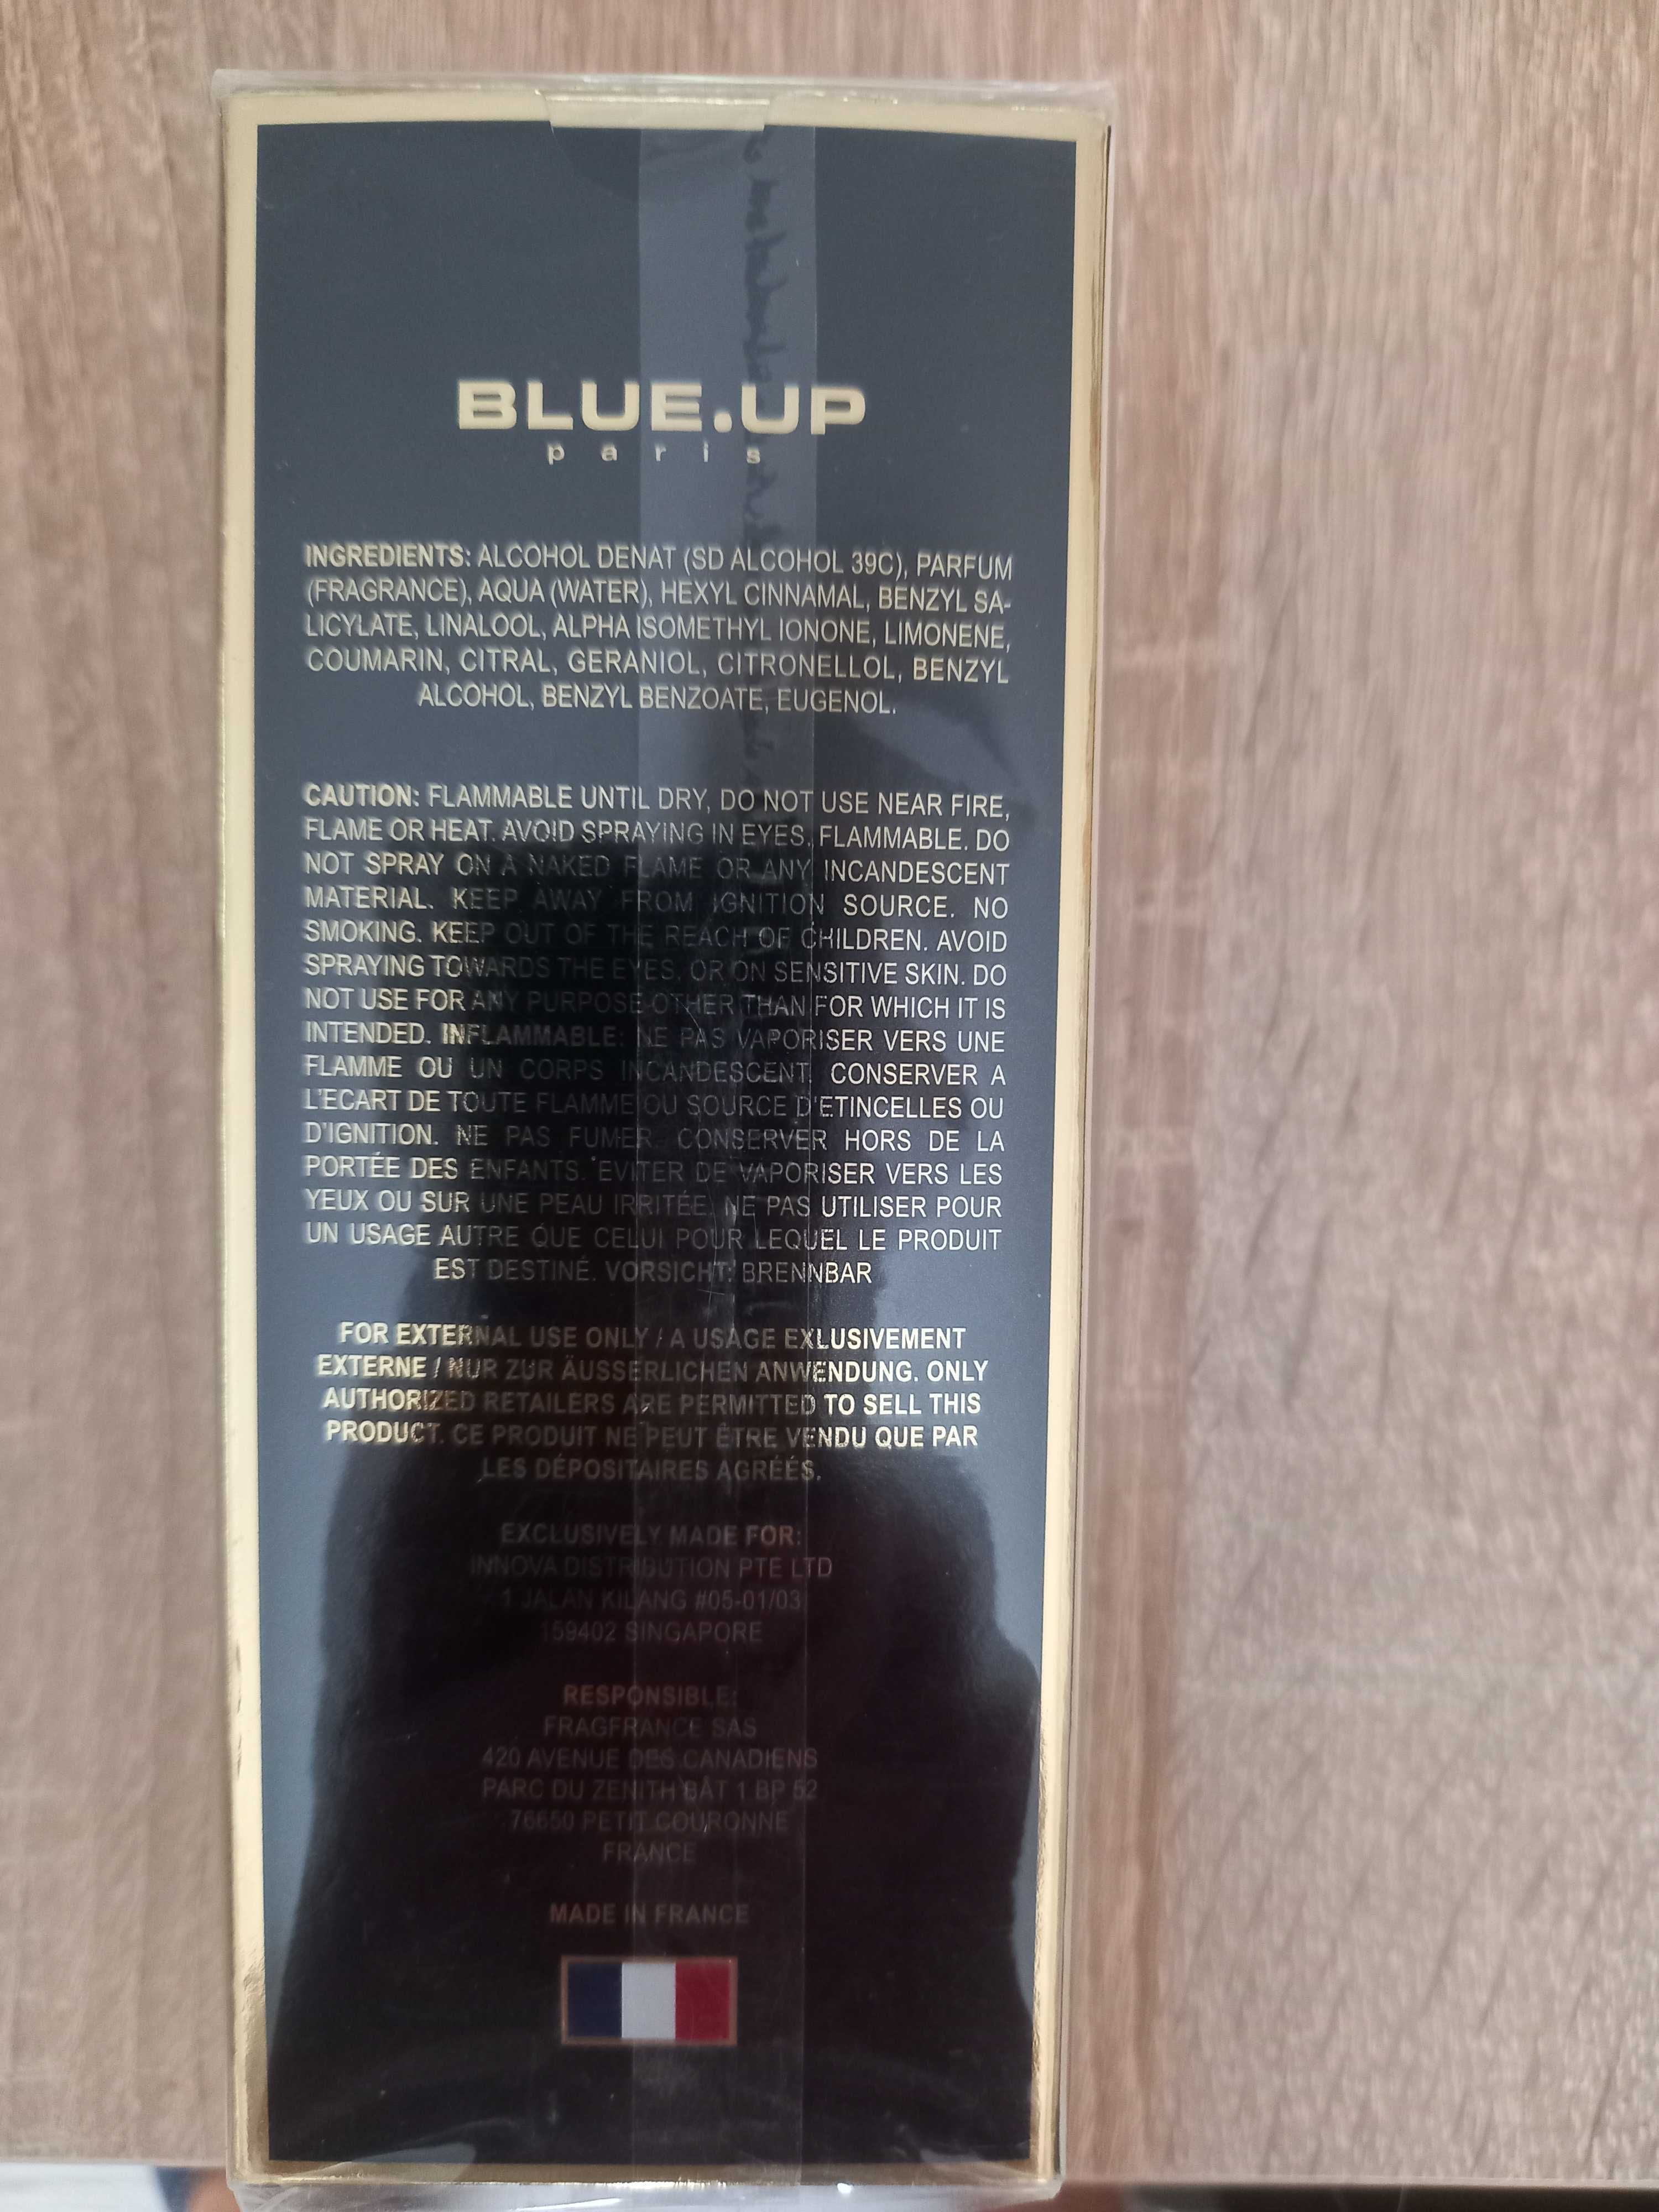 BLUE.UP
paris
INGREDIENTS: ALCOHOL DENAT (SD ALCOHOL 39C), PARFUM
(FRAGRANCE), AQUA (WATER), HEXYL CINNAMAL, BENZYL SA-
LICYLATE, LINALOOL, ALPHA ISOMETHYL IONONE, LIMONENE,
COUMARIN, CITRAL, GERANIOL, CITRONELLOL, BENZYL
ALCOHOL, BENZYL BENZOATE, EUGENOL.
CAUTION: FLAMMABLE UNTIL DRY, DO NOT USE NEAR FIRE,
FLAME OR HEAT. AVOID SPRAYING IN EYES. FLAMMABLE. DO
NOT SPRAY ON A NAKED FLAME OR ANY INCANDESCENT
MATERIAL. KEEP AWAY FROM IGNITION SOURCE. NO
SMOKING. KEEP OUT OF THE REACH OF CHILDREN. AVOID
SPRAYING TOWARDS THE EYES, OR ON SENSITIVE SKIN. DO
NOT USE FOR ANY PURPOSE OTHER THAN FOR WHICH IT IS
INTENDED. INFLAMMABLE: NE PAS VAPORISER VERS UNE
FLAMME OU UN CORPS INCANDESCENT. CONSERVER A
L'ECART DE TOUTE FLAMME OU SOURCE D'ETINCELLES OU
D'IGNITION. NE PAS FUMER. CONSERVER HORS DE LA
PORTÉE DES ENFANTS. EVITER DE VAPORISER VERS LES
YEUX OU SUR UNE PEAU IRRITÉE. NE PAS UTILISER POUR
UN USAGE AUTRE QUE CELUI POUR LEQUEL LE PRODUIT
EST DESTINÉ. VORSICHT: BRENNBAR
FOR EXTERNAL USE ONLY / A USAGE EXLUSIVEMENT
EXTERNE / NUR ZUR ÄUSSERLICHEN ANWENDUNG. ONLY
AUTHORIZED RETAILERS ARE PERMITTED TO SELL THIS
PRODUCT. CE PRODUIT NE PEUT ÊTRE VENDU QUE PAR
LES DÉPOSITAIRES AGRÉÉS.
EXCLUSIVELY MADE FOR:
INNOVA DISTRIBUTION PTE LTD
1 JALAN KILANG #05-01/03
159402 SINGAPORE
RESPONSIBLE:
FRAGFRANCE SAS
420 AVENUE DES CANADIENS
PARC DU ZENITH BÂT 1 BP 52
76650 PETIT COURONNE
FRANCE
MADE IN FRANCE